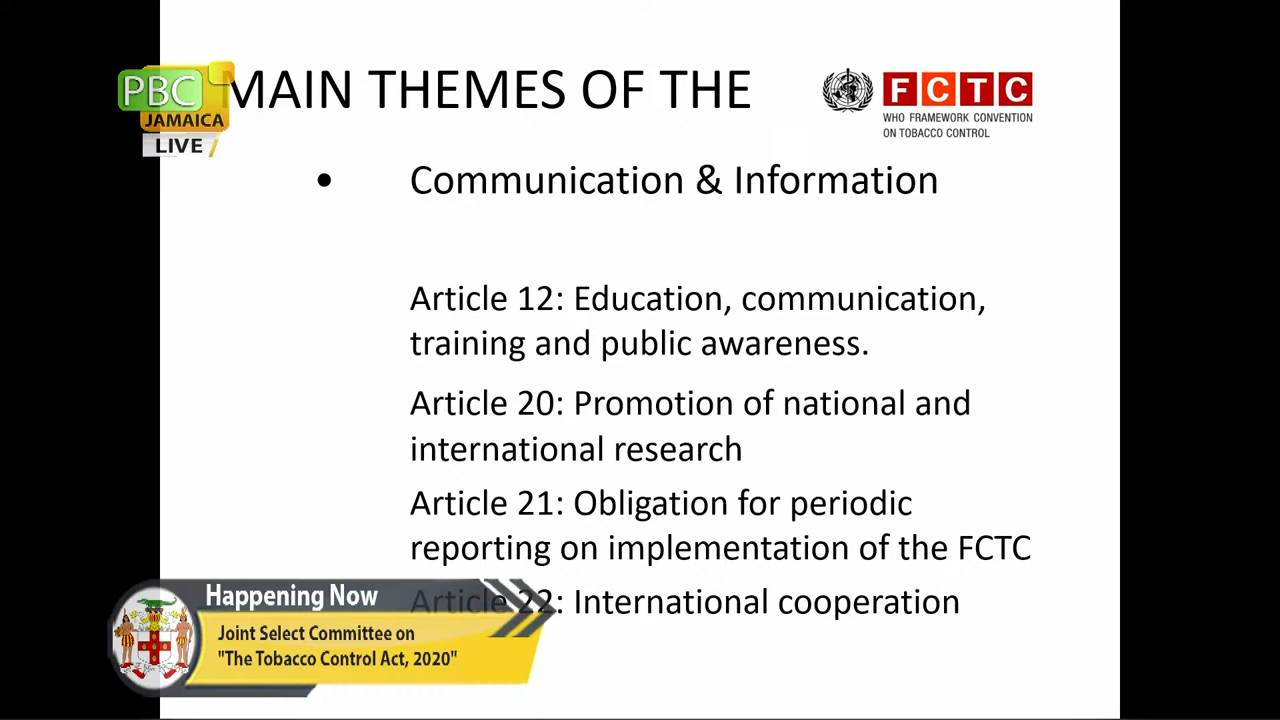 PBC
JAMAICA
LIVE
MAIN THEMES OF THE
FCTC
WHO FRAMEWORK CONVENTION
ON TOBACCO CONTROL
• Communication & Information
Article 12: Education, communication,
training and public awareness.
Article 20: Promotion of national and
international research
Article 21: Obligation for periodic
reporting on implementation of the FCTC
Article 22: International cooperation
Happening Now
Joint Select Committee on
"The Tobacco Control Act, 2020"